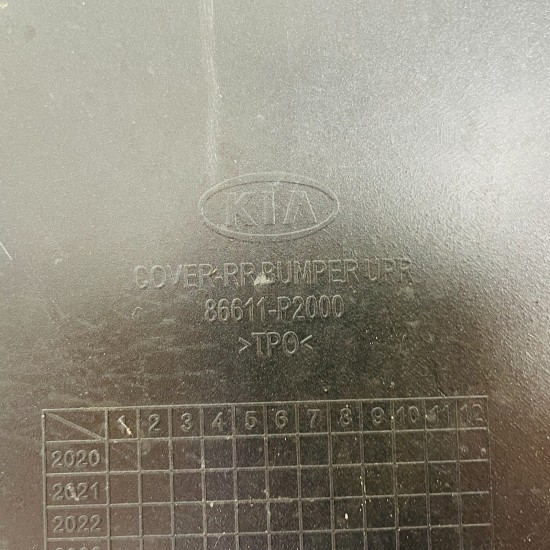 KIA
COVER-RR BUMPER UPR
86611-P2000
>TPO<
1 2 3 4 5 6 7 8 9 10 11 12
2020
2021
2022